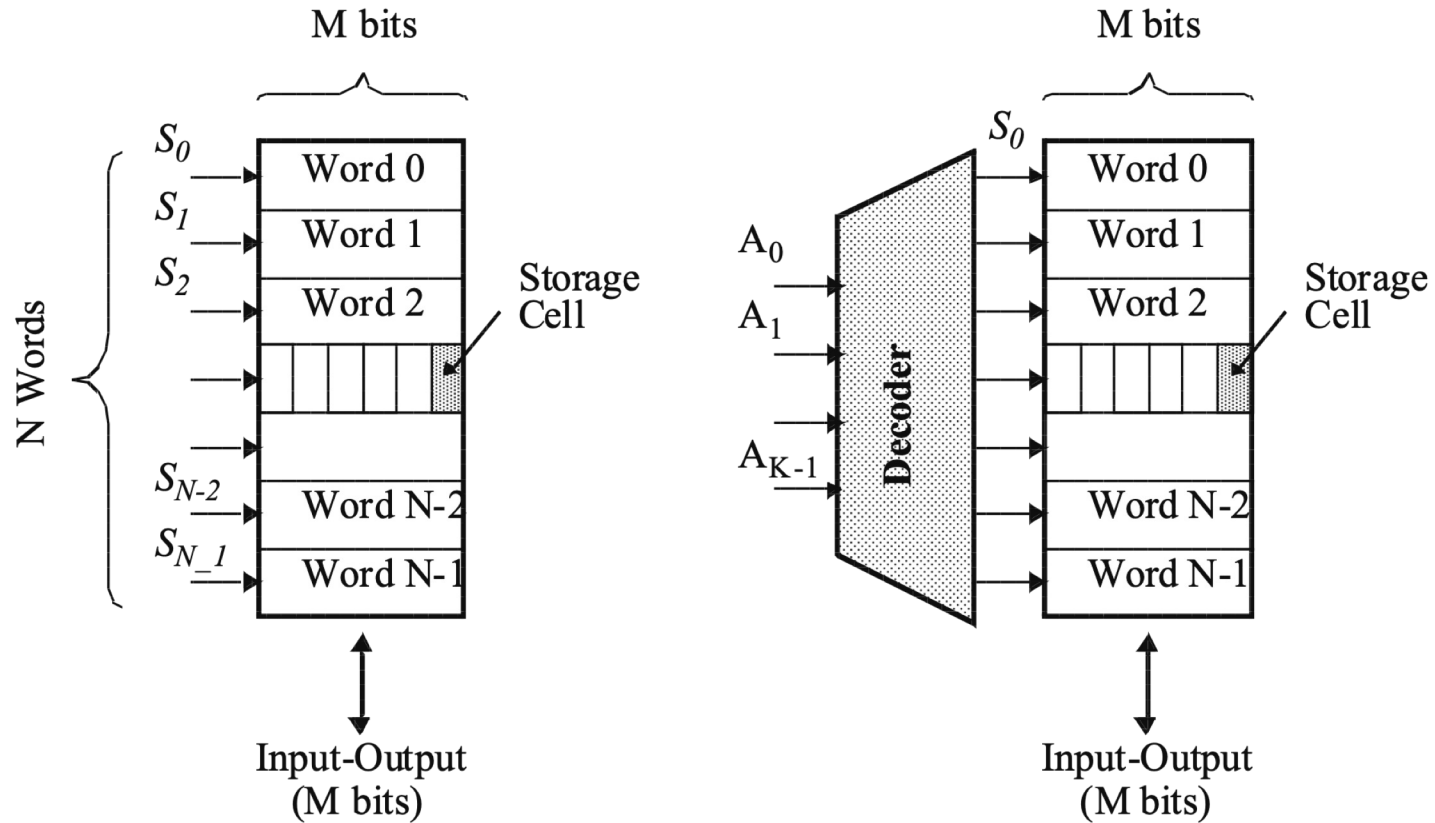 M bits
S0
Word 0
S1
Word 1
S2
Word 2
Storage
Cell
N Words
SN-2
Word N-2
SN_1
Word N-1
Input-Output
(M bits)
M bits
S0
Word 0
A0
Word 1
A1
Word 2
Storage
Cell
Decoder
AK-1
Word N-2
Word N-1
Input-Output
(M bits)